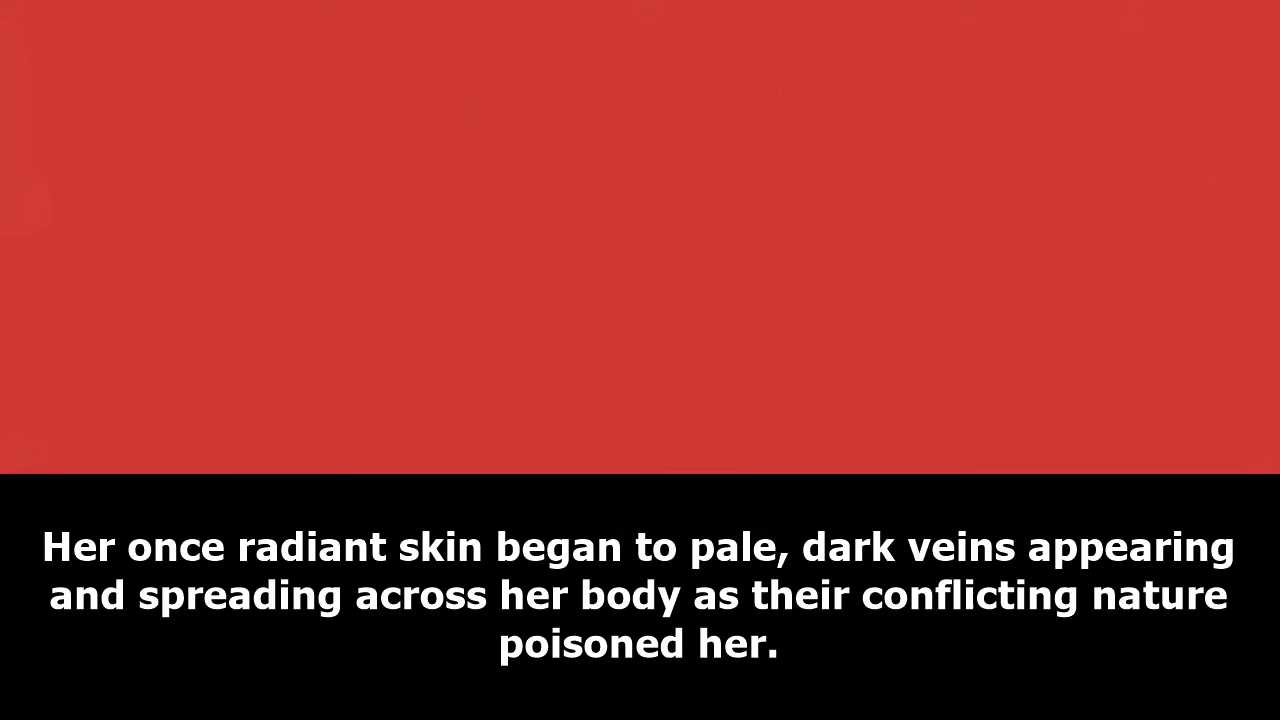 Her once radiant skin began to pale, dark veins appearing
and spreading across her body as their conflicting nature
poisoned her.